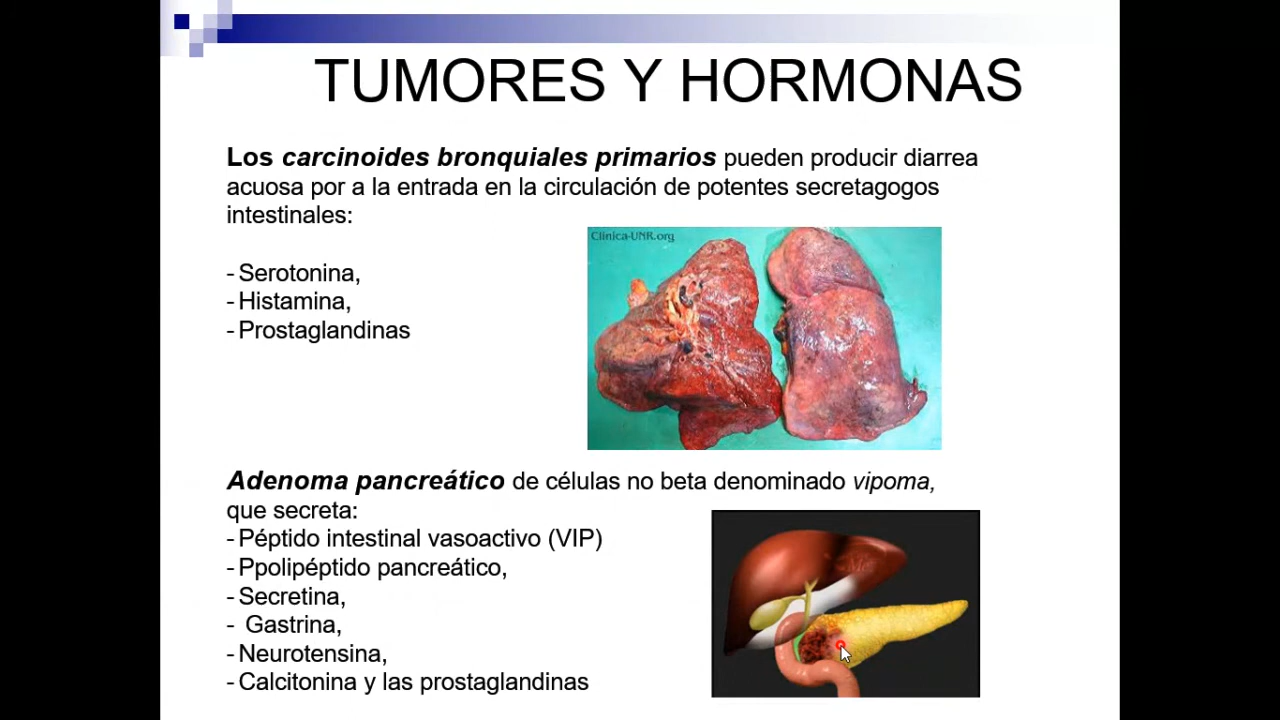 TUMORES Y HORMONAS
Los carcinoides bronquiales primarios pueden producir diarrea
acuosa por a la entrada en la circulación de potentes secretagogos
intestinales:
- Serotonina,
- Histamina,
- Prostaglandinas
Clinica-UNR.org
Adenoma pancreático de células no beta denominado vipoma,
que secreta:
- Péptido intestinal vasoactivo (VIP)
- Ppolipéptido pancreático,
- Secretina,
- Gastrina,
- Neurotensina,
- Calcitonina y las prostaglandinas